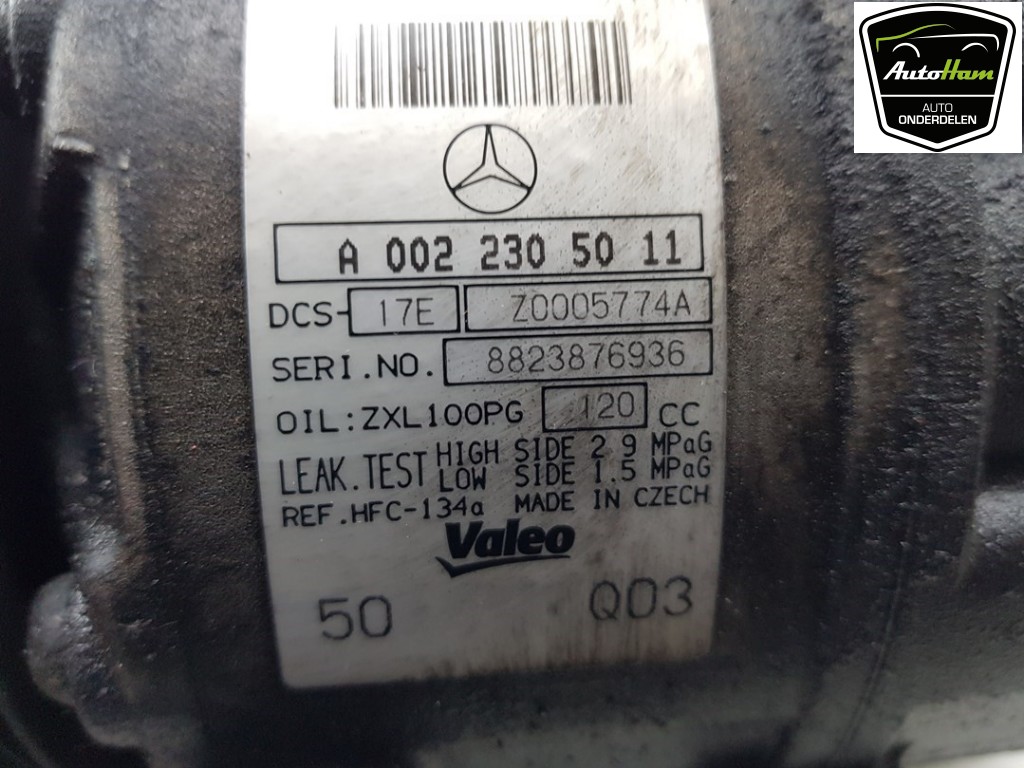 AutoHam
AUTO
ONDERDELEN
A 002 230 50 11
DCS- 17E Z0005774A
SERI.NO. 8823876936
OIL:ZXL100PG 120 CC
LEAK.TEST HIGH SIDE 2.9 MPaG
LOW SIDE 1.5 MPaG
REF.HFC-134a MADE IN CZECH
Valeo
50 Q03